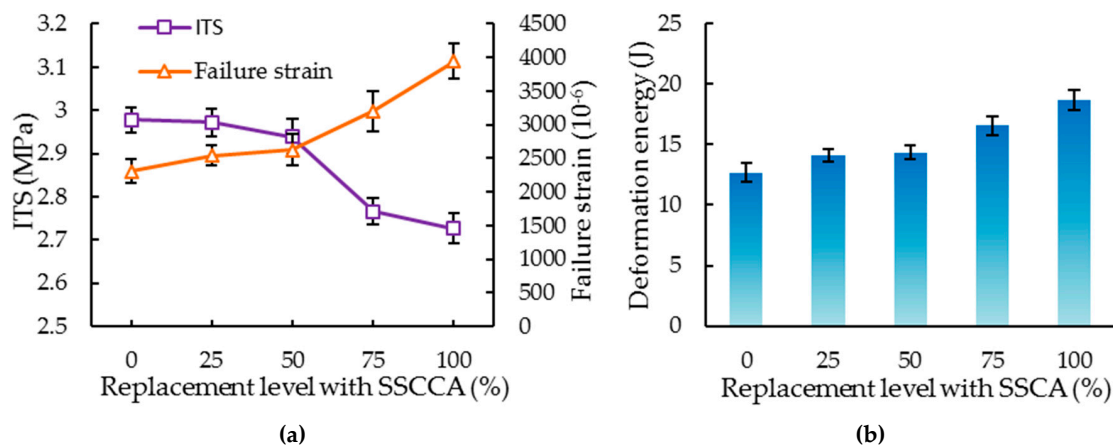 ITS (MPa)
3.2
3.1
3
2.9
2.8
2.7
2.6
2.5
ITS
Failure strain
4500
4000
3500
3000
2500
2000
1500
1000
500
0
Failure strain (10-6)
0 25 50 75 100
Replacement level with SSCCA (%)
(a)
Deformation energy (J)
25
20
15
10
5
0
0 25 50 75 100
Replacement level with SSCA (%)
(b)